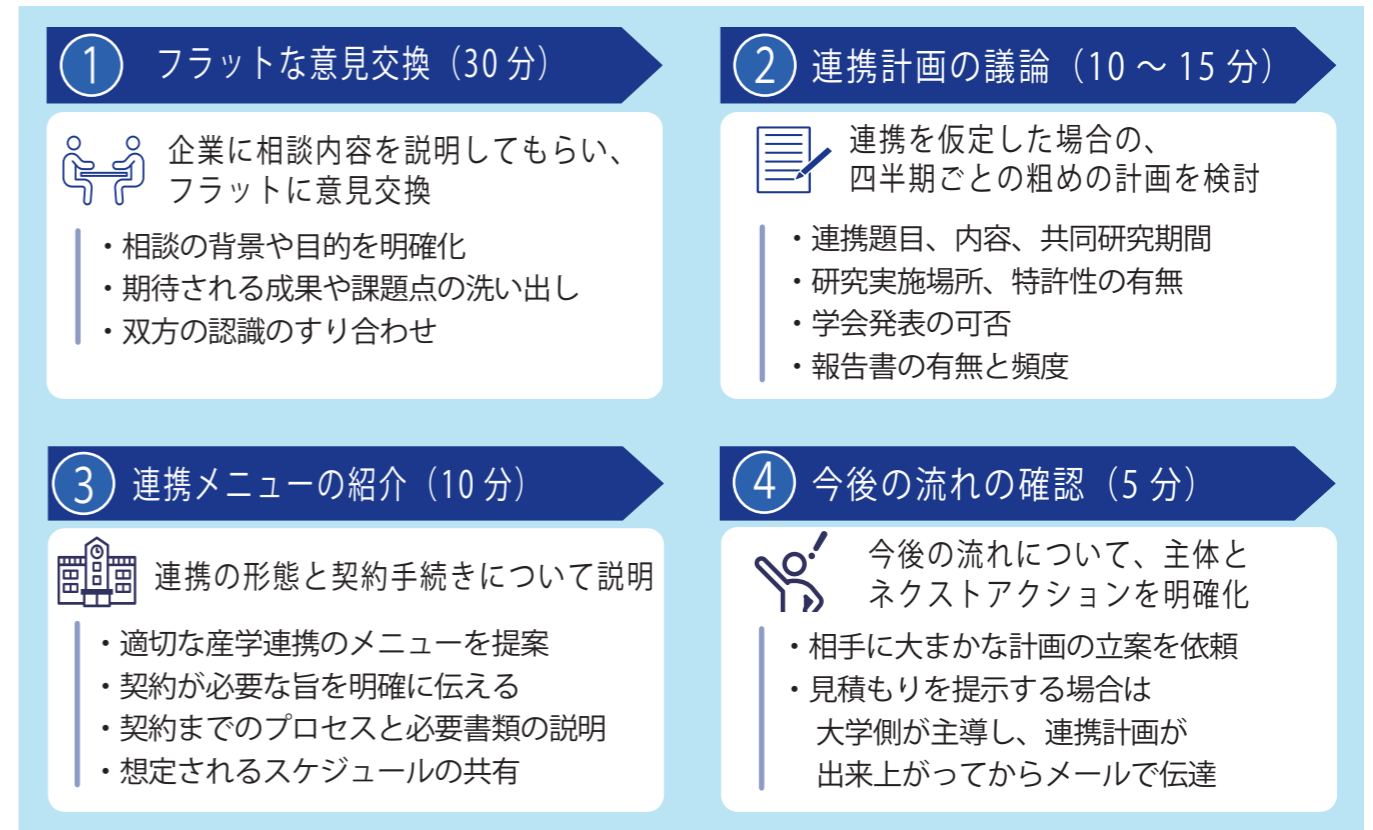 ① フラットな意見交換（30 分）
企業に相談内容を説明してもらい、
フラットに意見交換
・相談の背景や目的を明確化
・期待される成果や課題点の洗い出し
・双方の認識のすり合わせ
② 連携計画の議論（10 ～ 15 分）
連携を仮定した場合の、
四半期ごとの粗めの計画を検討
・連携題目、内容、共同研究期間
・研究実施場所、特許性の有無
・学会発表の可否
・報告書の有無と頻度
③ 連携メニューの紹介（10 分）
連携の形態と契約手続きについて説明
・適切な産学連携のメニューを提案
・契約が必要な旨を明確に伝える
・契約までのプロセスと必要書類の説明
・想定されるスケジュールの共有
④ 今後の流れの確認（5 分）
今後の流れについて、主体と
ネクストアクションを明確化
・相手に大まかな計画の立案を依頼
・見積もりを提示する場合は
大学側が主導し、連携計画が
出来上がってからメールで伝達